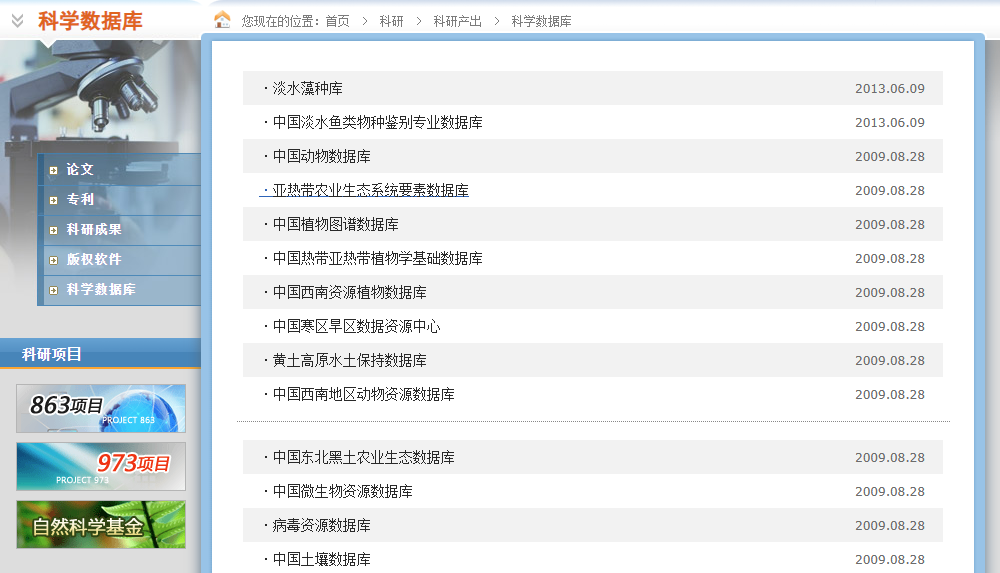 科学数据库
您现在的位置: 首页 > 科研 > 科研产出 > 科学数据库
论文
专利
科研成果
版权软件
科学数据库
科研项目
863项目
PROJECT 863
973项目
PROJECT 973
自然科学基金
· 淡水藻种库 2013.06.09
· 中国淡水鱼类物种鉴别专业数据库 2013.06.09
· 中国动物数据库 2009.08.28
· 亚热带农业生态系统要素数据库 2009.08.28
· 中国植物图谱数据库 2009.08.28
· 中国热带亚热带植物学基础数据库 2009.08.28
· 中国西南资源植物数据库 2009.08.28
· 中国寒区旱区数据资源中心 2009.08.28
· 黄土高原水土保持数据库 2009.08.28
· 中国西南地区动物资源数据库 2009.08.28
· 中国东北黑土农业生态数据库 2009.08.28
· 中国微生物资源数据库 2009.08.28
· 病毒资源数据库 2009.08.28
· 中国土壤数据库 2009.08.28